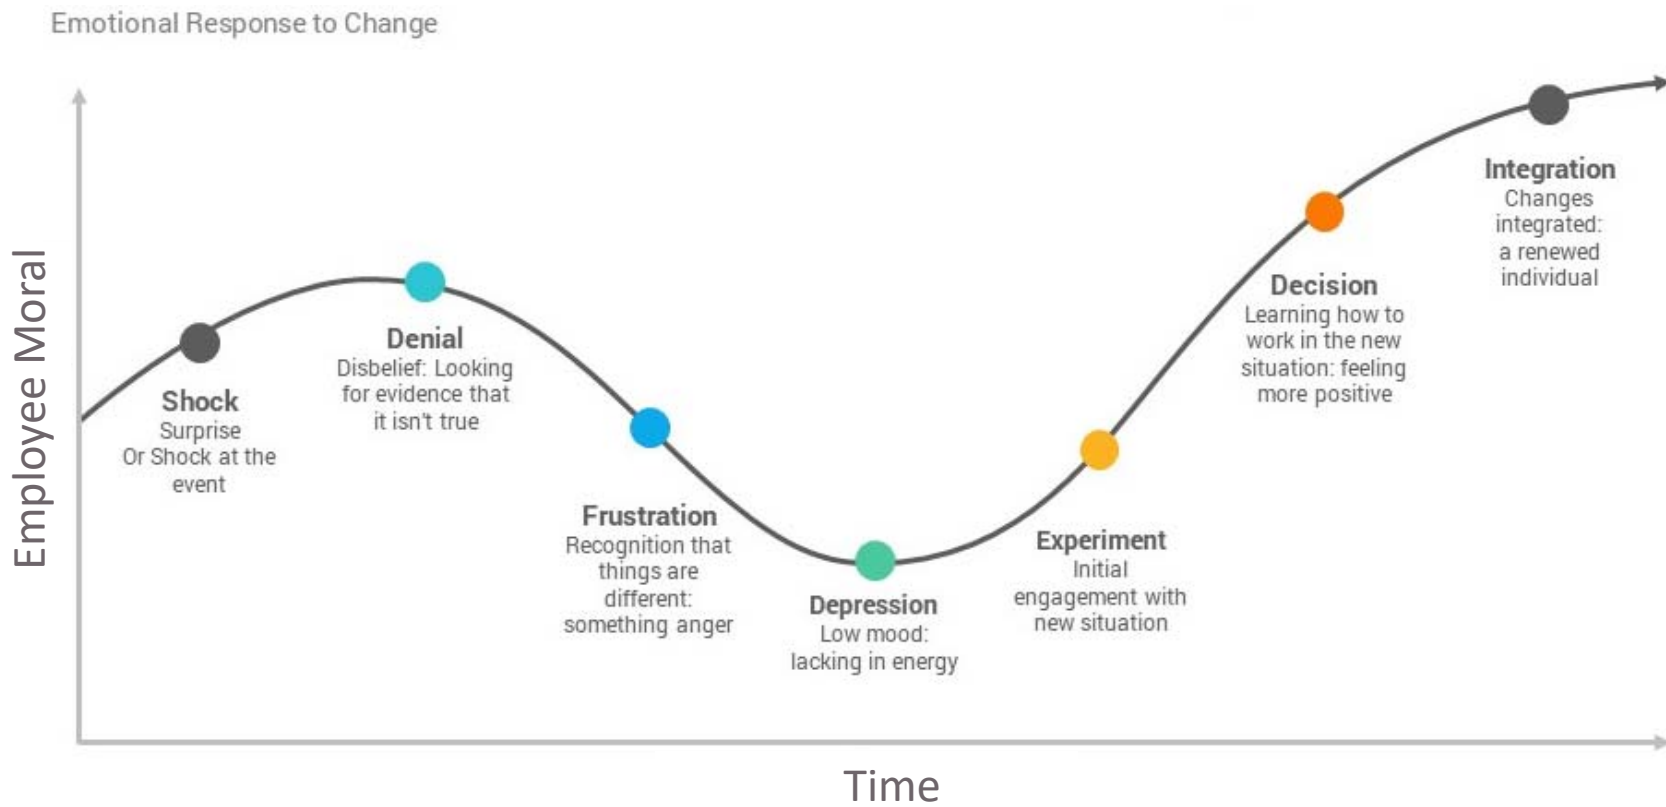 Emotional Response to Change
Employee Moral
Shock
Surprise
Or Shock at the
event
Denial
Disbelief: Looking
for evidence that
it isn't true
Frustration
Recognition that
things are
different:
something anger
Depression
Low mood:
lacking in energy
Experiment
Initial
engagement with
new situation
Decision
Learning how to
work in the new
situation: feeling
more positive
Integration
Changes
integrated:
a renewed
individual
Time